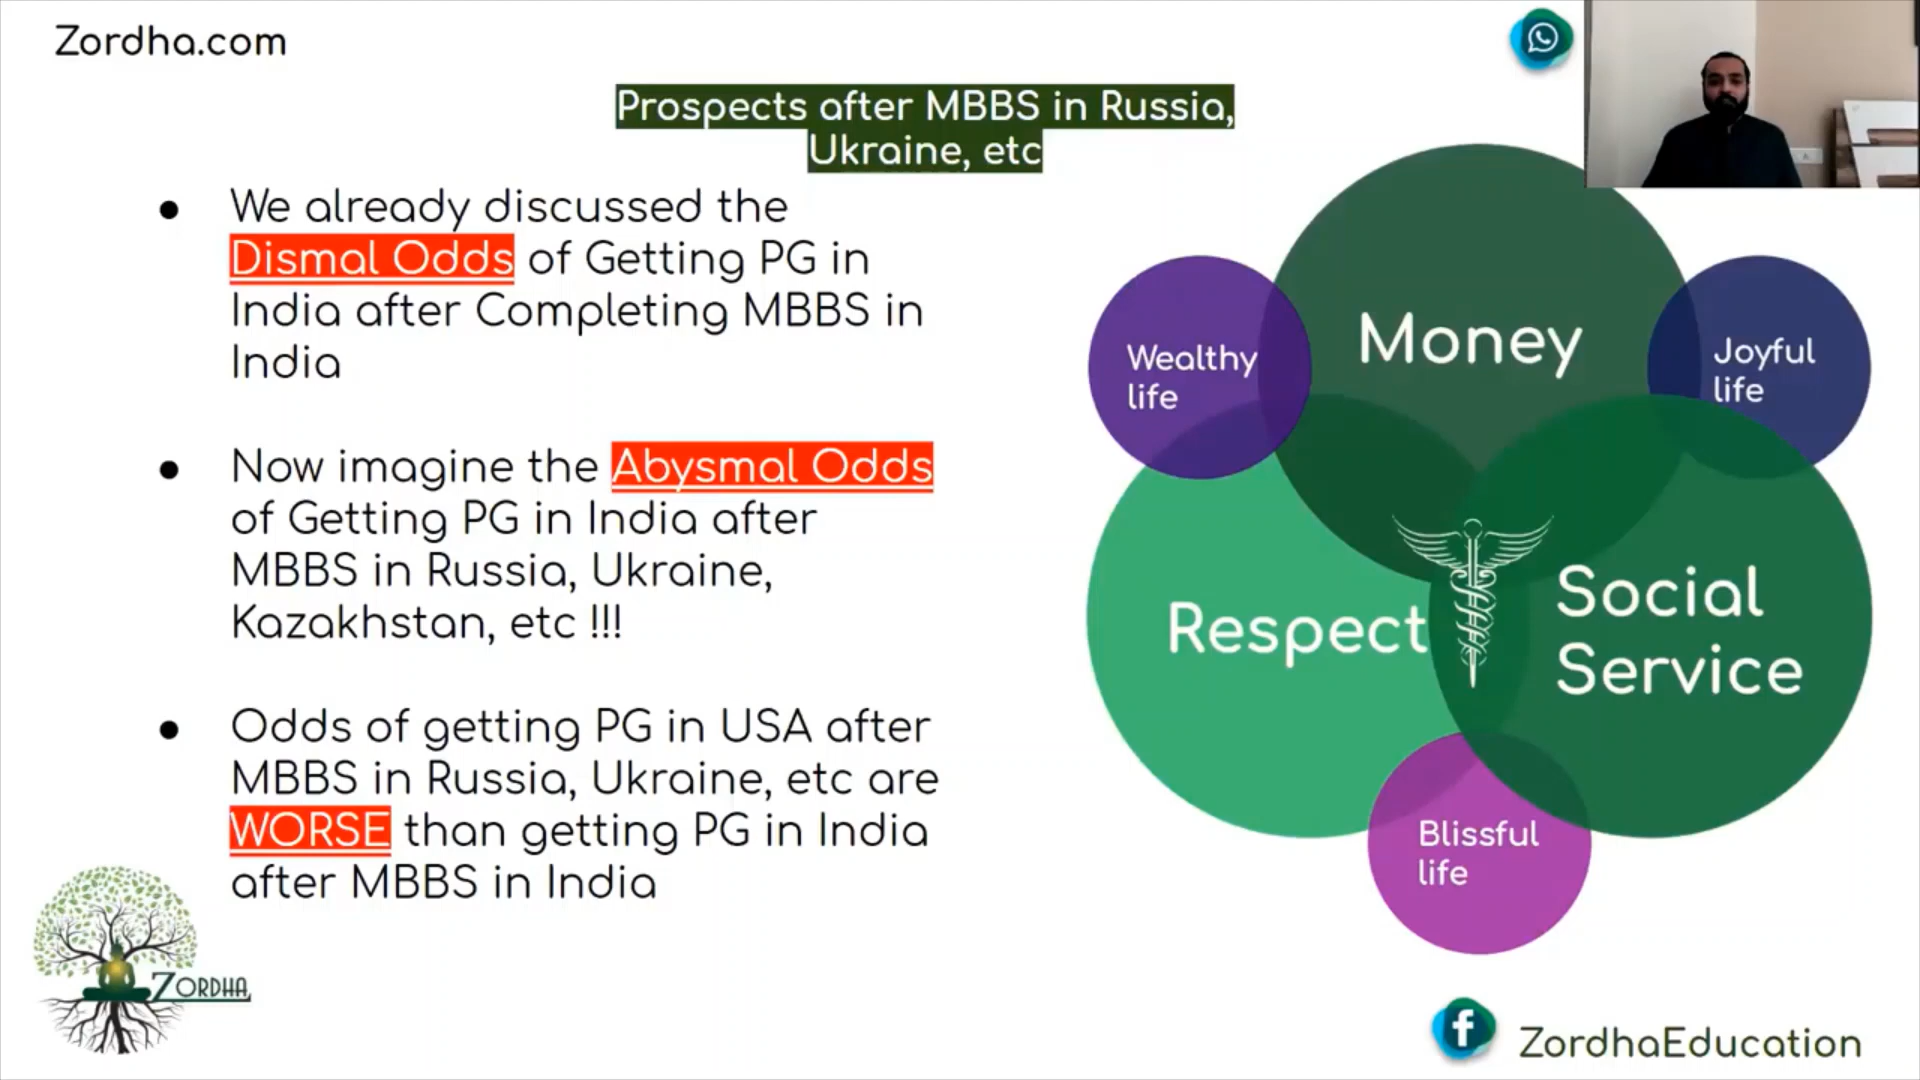 Zordha.com
Prospects after MBBS in Russia,
Ukraine, etc
● We already discussed the
Dismal Odds of Getting PG in
India after Completing MBBS in
India
● Now imagine the Abysmal Odds
of Getting PG in India after
MBBS in Russia, Ukraine,
Kazakhstan, etc !!!
● Odds of getting PG in USA after
MBBS in Russia, Ukraine, etc are
WORSE than getting PG in India
after MBBS in India
Money
Wealthy
life
Joyful
life
Respect
Social
Service
Blissful
life
ZORDHA
f
ZordhaEducation